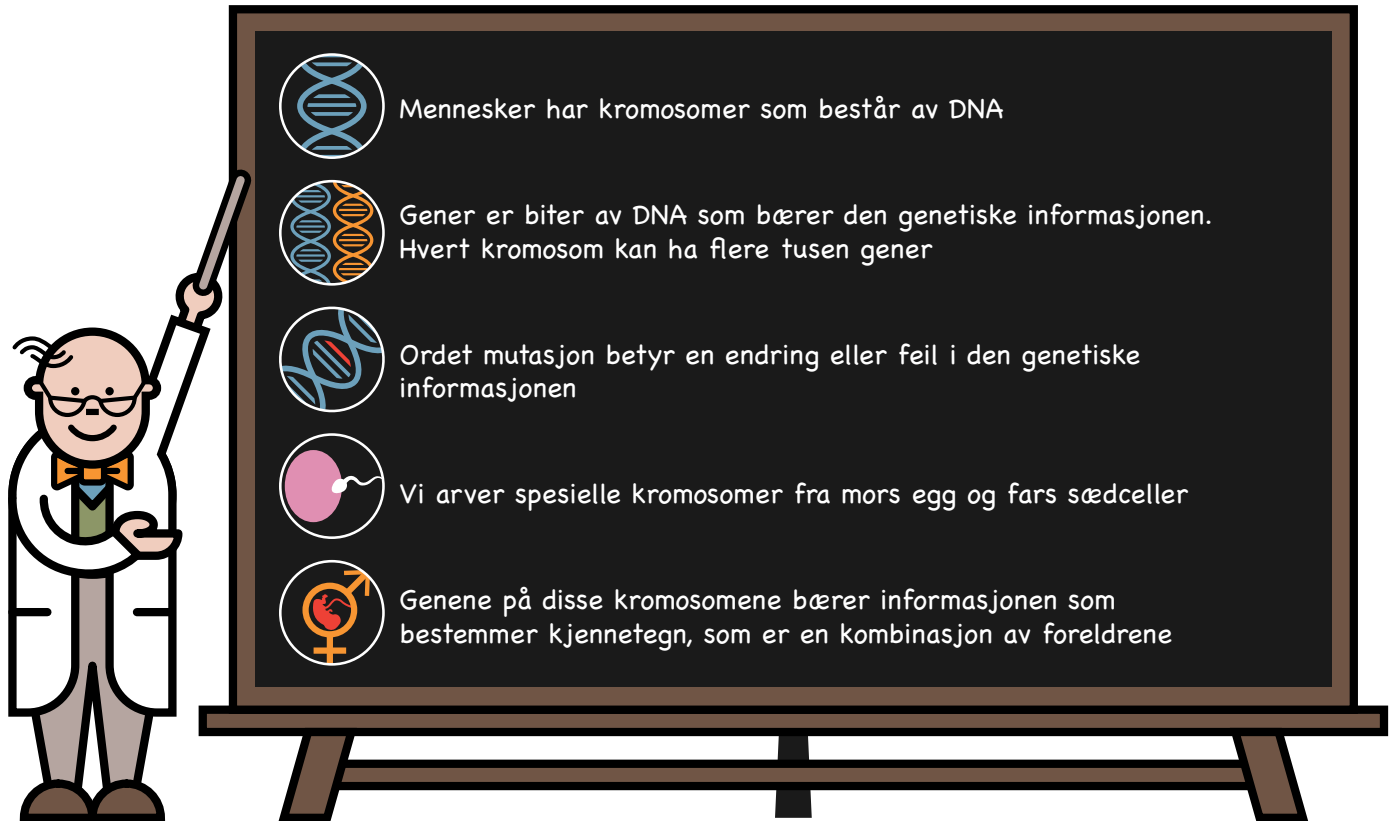 Mennesker har kromosomer som består av DNA
Gener er biter av DNA som bærer den genetiske informasjonen.
Hvert kromosom kan ha flere tusen gener
Ordet mutasjon betyr en endring eller feil i den genetiske
informasjonen
Vi arver spesielle kromosomer fra mors egg og fars sædceller
Genene på disse kromosomene bærer informasjonen som
bestemmer kjennetegn, som er en kombinasjon av foreldrene